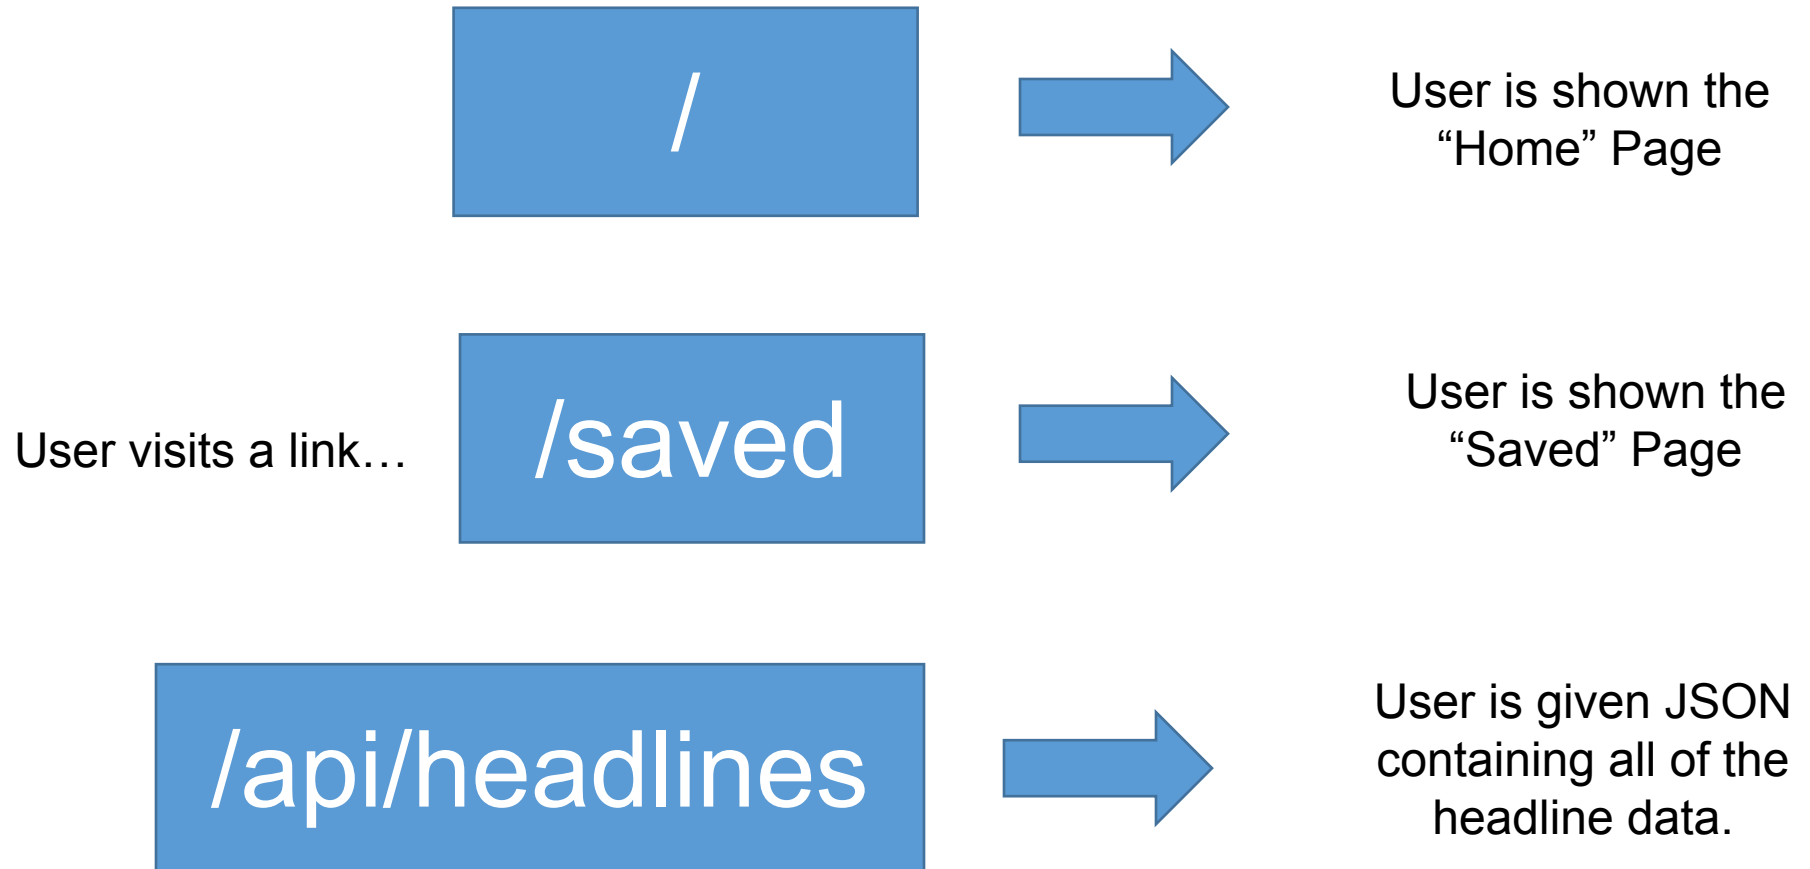 /
User is shown the
“Home” Page
User visits a link…
/saved
User is shown the
“Saved” Page
/api/headlines
User is given JSON
containing all of the
headline data.